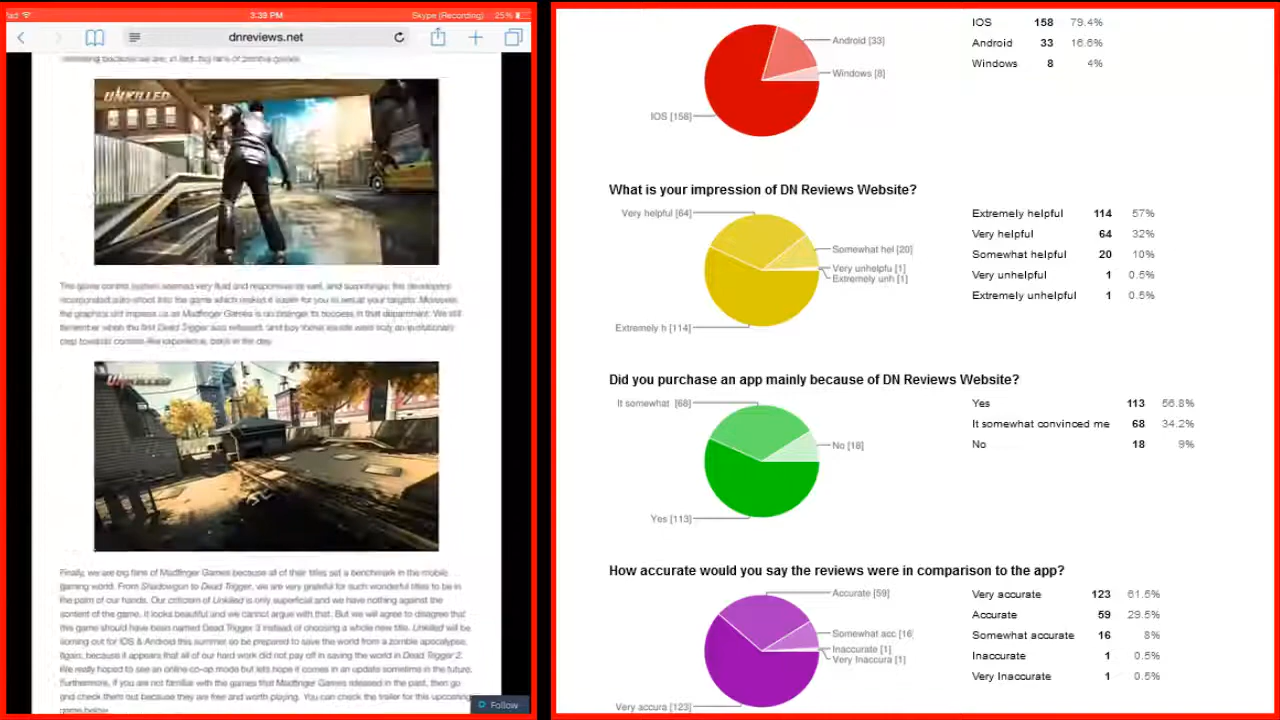 iPad
3:39 PM
Skype (Recording)
25%
dnreviews.net
interesting because we are, in fact, big fans of zombie games.
UNKILLED
The game control system seemed very fluid and responsive as well, and surprisingly, the developers
incorporated auto-shoot into the game which makes it easier for you to set at your targets. Moreover,
the graphics did impress us as Madfinger Games is no stranger to success in that department. We still
remember when the first Dead Trigger was released, and boy those visuals were truly an evolutionary
step towards console-like experience, back in the day.
UNKILLED
Finally, we are big fans of Madfinger Games because all of their titles set a benchmark in the mobile
gaming world. From Shadowgun to Dead Trigger, we are very grateful for such wonderful titles to be in
the palm of our hands. Our criticism of Unkilled is only superficial and we have nothing against the
content of the game. It looks beautiful and we cannot argue with that. But we will agree to disagree that
this game should have been named Dead Trigger 3 instead of choosing a whole new title. Unkilled will be
coming out for IOS & Android this summer so be prepared to save the world from a zombie apocalypse.
Again, because it appears that all of our hard work did not pay off in saving the world in Dead Trigger 2.
We really hoped to see an online co-op mode but lets hope it comes in an update sometime in the future.
Furthermore, if you are not familiar with the games that Madfinger Games released in the past, then go
and check them out because they are free and worth playing. You can check the trailer for this upcoming
game below
Follow
Android [33]
Windows [8]
IOS [158]
IOS 158 79.4%
Android 33 16.6%
Windows 8 4%
What is your impression of DN Reviews Website?
Very helpful [64]
Somewhat hel [20]
Very unhelpfu [1]
Extremely unh [1]
Extremely h [114]
Extremely helpful 114 57%
Very helpful 64 32%
Somewhat helpful 20 10%
Very unhelpful 1 0.5%
Extremely unhelpful 1 0.5%
Did you purchase an app mainly because of DN Reviews Website?
It somewhat [68]
No [18]
Yes [113]
Yes 113 56.8%
It somewhat convinced me 68 34.2%
No 18 9%
How accurate would you say the reviews were in comparison to the app?
Accurate [59]
Somewhat acc [16]
Inaccurate [1]
Very Inaccura [1]
Very accura [123]
Very accurate 123 61.5%
Accurate 59 29.5%
Somewhat accurate 16 8%
Inaccurate 1 0.5%
Very Inaccurate 1 0.5%